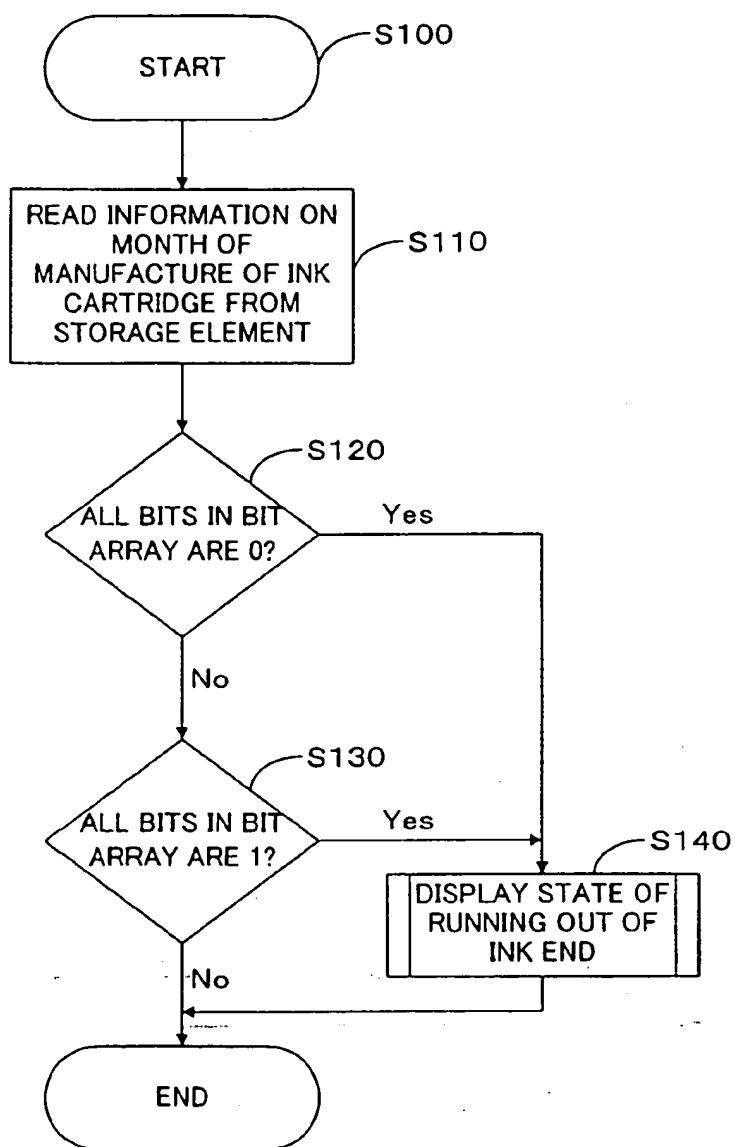 START
S100
READ INFORMATION ON
MONTH OF
MANUFACTURE OF INK
CARTRIDGE FROM
STORAGE ELEMENT
S110
S120
ALL BITS IN BIT
ARRAY ARE 0?
Yes
No
S130
ALL BITS IN BIT
ARRAY ARE 1?
Yes
S140
DISPLAY STATE OF
RUNNING OUT OF
INK END
No
END